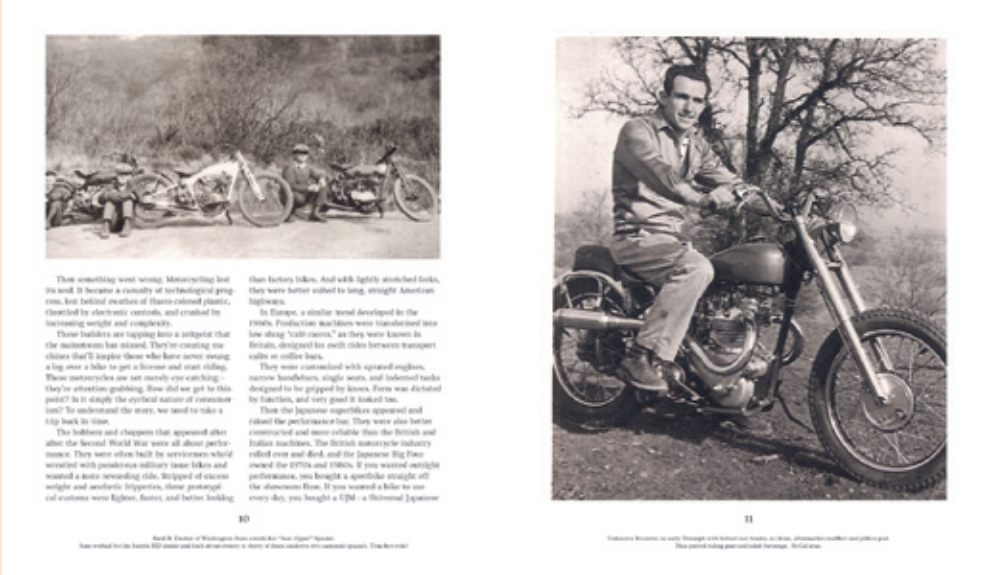 Then something went wrong. Motorcycling lost
its soul. It became a casualty of technological prog-
ress, lost behind swathes of fluoro-colored plastic,
throttled by electronic controls, and crushed by
increasing weight and complexity.
These builders are tapping into a zeitgeist that
the mainstream has missed. They're creating ma-
chines that'll inspire those who have never swung
a leg over a bike to get a license and start riding.
These motorcycles are not merely eye-catching—
they're attention grabbing. How did we get to this
point? Is it simply the cyclical nature of consumer-
ism? To understand the story, we need to take a
trip back in time.
The bobbers and choppers that appeared after
after the Second World War were all about perfor-
mance. They were often built by servicemen who'd
wrestled with ponderous military issue bikes and
wanted a more rewarding ride. Stripped of excess
weight and aesthetic fripperies, these prototypi-
cal customs were lighter, faster, and better looking
than factory bikes. And with lightly stretched forks,
they were better suited to long, straight American
highways.
In Europe, a similar trend developed in the
1960s. Production machines were transformed into
low slung "café racers," as they were known in
Britain, designed for swift rides between transport
cafés or coffee bars.
They were customized with uprated engines,
narrow handlebars, single seats, and indented tanks
designed to be gripped by knees. Form was dictated
by function, and very good it looked too.
Then the Japanese superbikes appeared and
raised the performance bar. They were also better
constructed and more reliable than the British and
Italian machines. The British motorcycle industry
rolled over and died, and the Japanese Big Four
owned the 1970s and 1980s. If you wanted outright
performance, you bought a sportbike straight off
the showroom floor. If you wanted a bike to use
every day, you bought a UJM—a Universal Japanese
10
of Washington State
11
early Triumph with